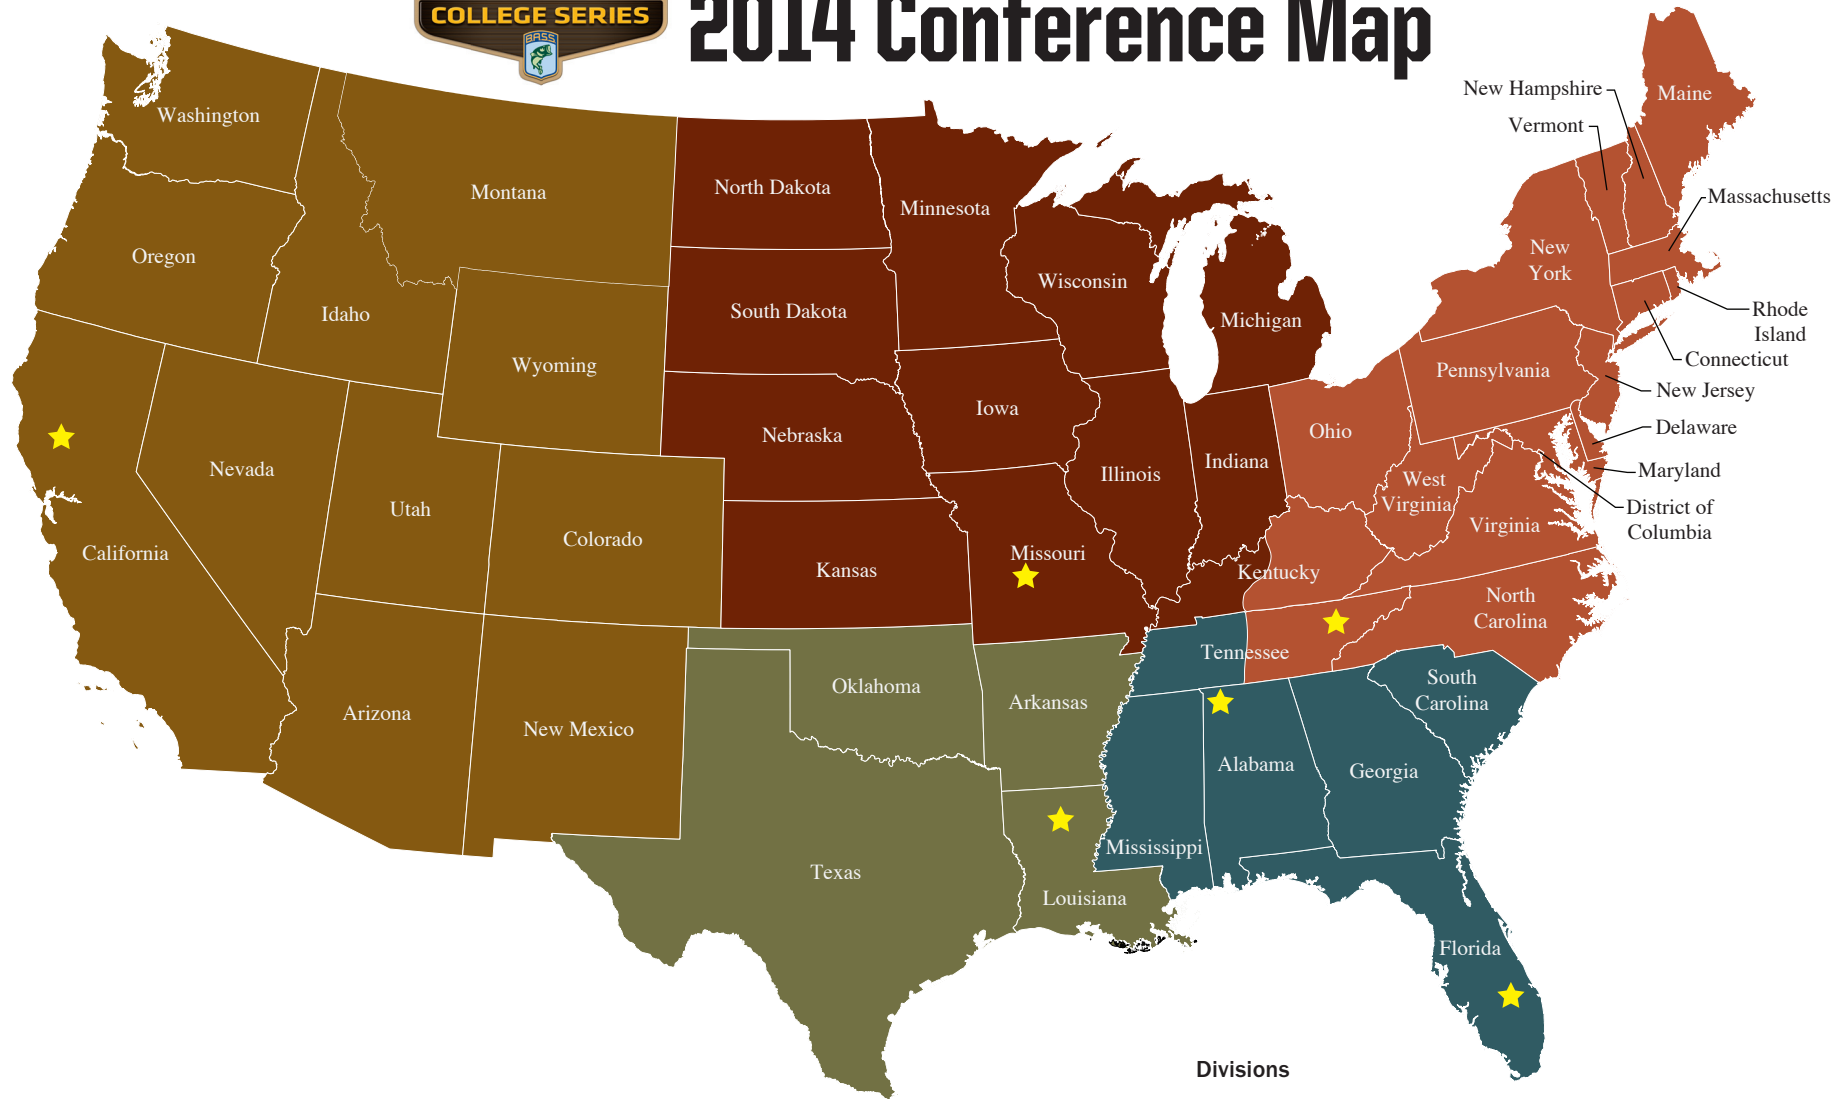 COLLEGE SERIES
BASS
2014 Conference Map
Washington
Montana
North Dakota
Minnesota
New Hampshire
Maine
Vermont
Massachusetts
Oregon
Idaho
South Dakota
Wisconsin
Michigan
New
York
Rhode
Island
Connecticut
Wyoming
Pennsylvania
New Jersey
Iowa
Nebraska
Ohio
Delaware
Nevada
Illinois
Indiana
Maryland
West
Virginia
District of
Columbia
Utah
Colorado
Virginia
California
Kansas
Missouri
Kentucky
North
Carolina
Tennessee
Arizona
New Mexico
Oklahoma
Arkansas
South
Carolina
Alabama
Georgia
Mississippi
Texas
Louisiana
Florida
Divisions